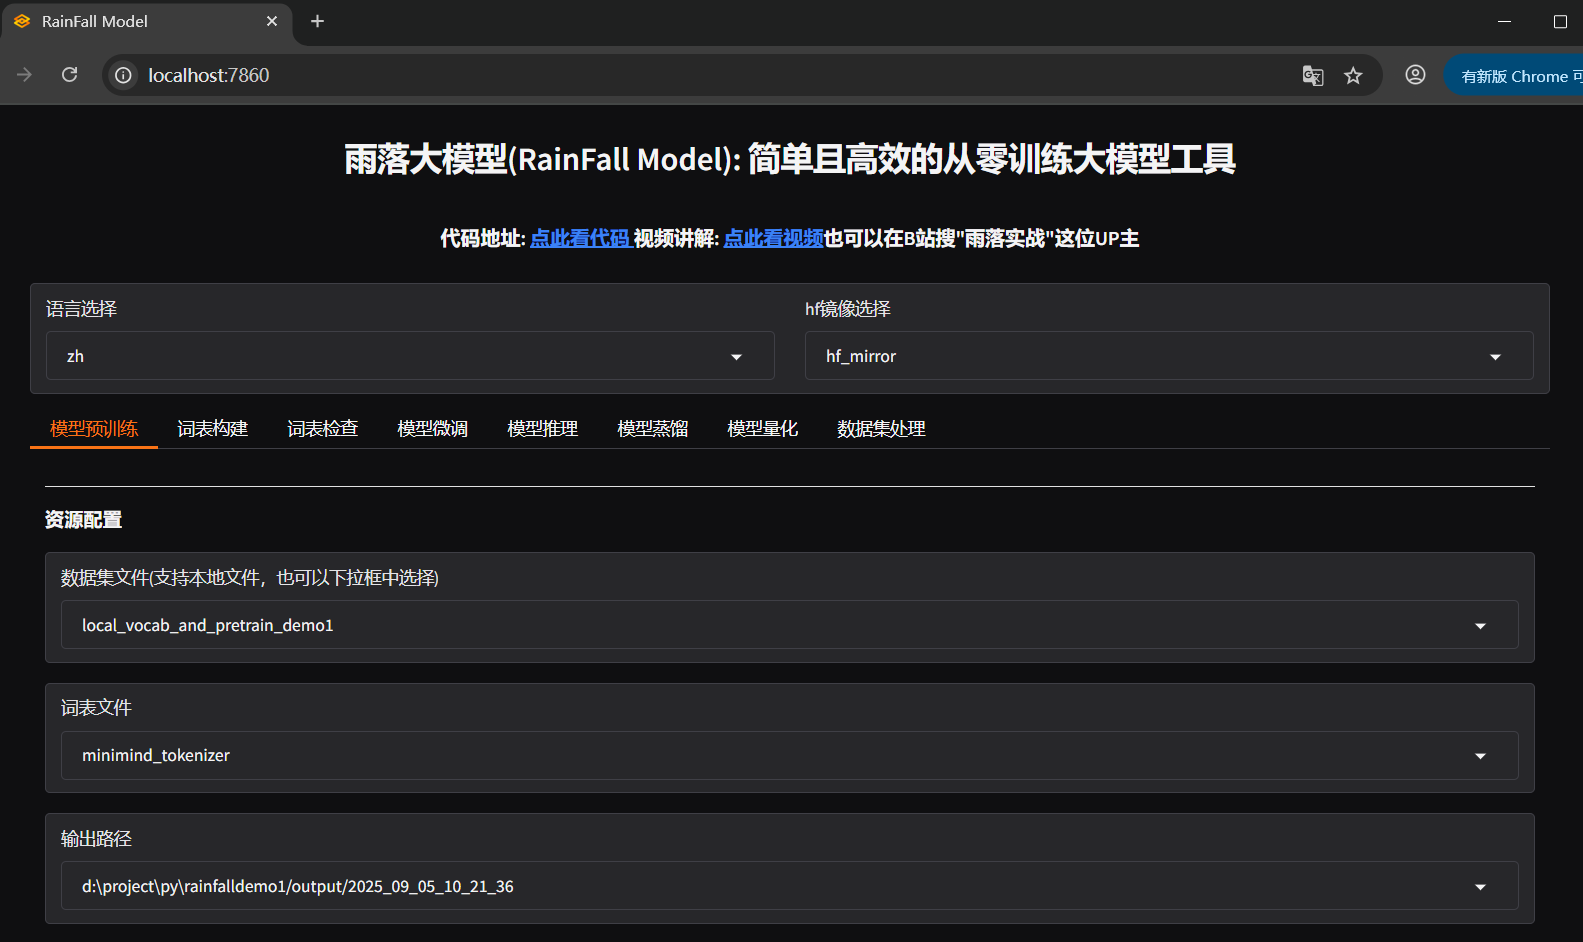 RainFall Model
localhost:7860
有新版 Chrome 可
雨落大模型(RainFall Model): 简单且高效的从零训练大模型工具
代码地址: 点此看代码 视频讲解: 点此看视频也可以在B站搜"雨落实战"这位UP主
语言选择
hf镜像选择
zh
hf_mirror
模型预训练 词表构建 词表检查 模型微调 模型推理 模型蒸馏 模型量化 数据集处理
资源配置
数据集文件(支持本地文件，也可以下拉框中选择)
local_vocab_and_pretrain_demo1
词表文件
minimind_tokenizer
输出路径
d:\project\py\rainfalldemo1/output/2025_09_05_10_21_36